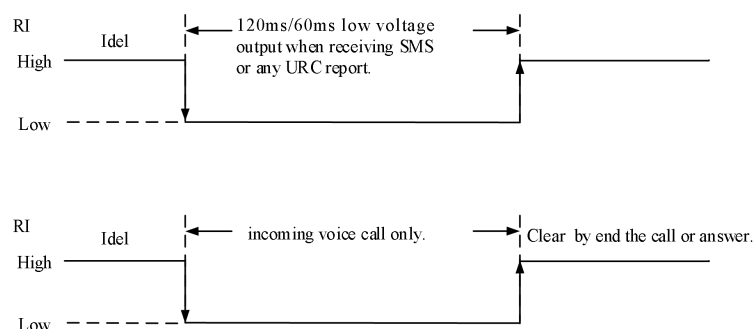 RI
Idel
120ms/60ms low voltage
output when receiving SMS
or any URC report.
High
Low
RI
Idel
incoming voice call only.
Clear by end the call or answer.
High
Low